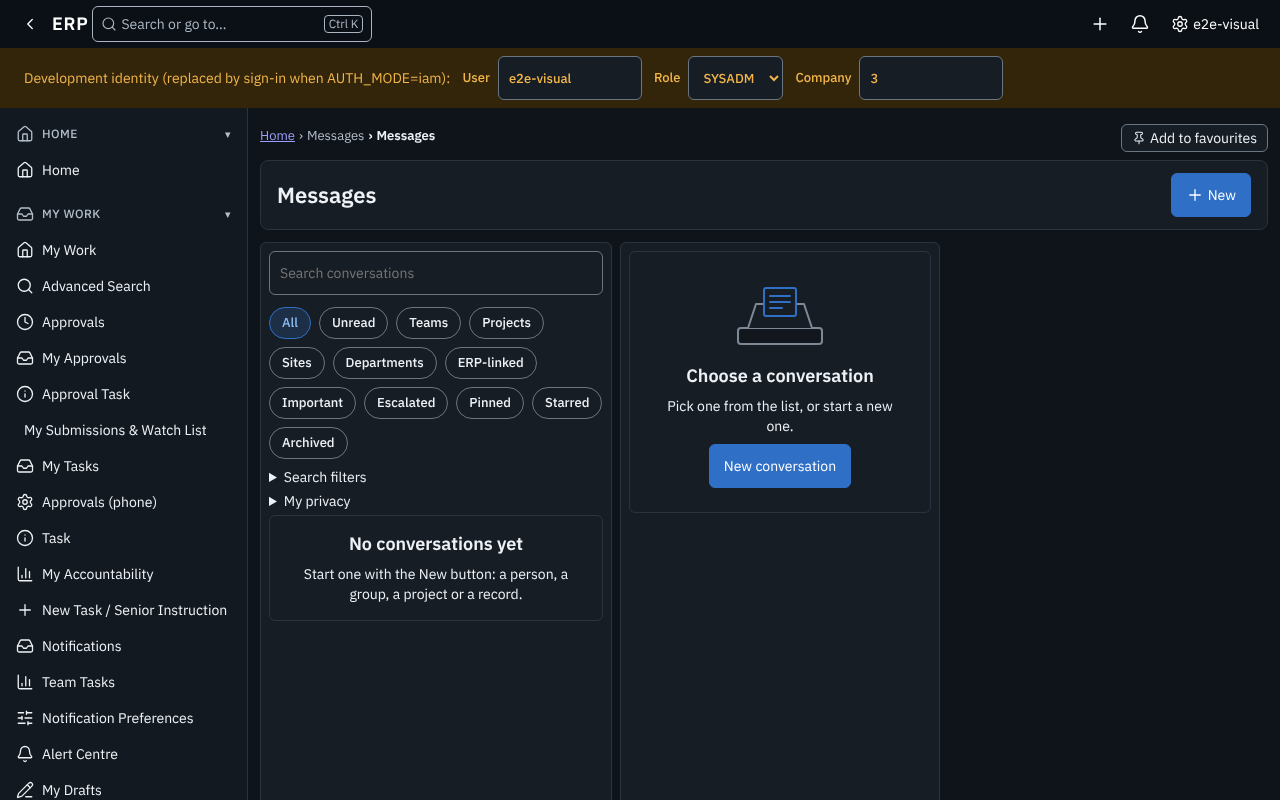 ERP
Search or go to...
Ctrl K
e2e-visual
Development identity (replaced by sign-in when AUTH_MODE=iam):
User
e2e-visual
Role
SYSADM
Company
3
HOME
Home
MY WORK
My Work
Advanced Search
Approvals
My Approvals
Approval Task
My Submissions & Watch List
My Tasks
Approvals (phone)
Task
My Accountability
New Task / Senior Instruction
Notifications
Team Tasks
Notification Preferences
Alert Centre
My Drafts
Home › Messages › Messages
Add to favourites
Messages
New
Search conversations
All
Unread
Teams
Projects
Sites
Departments
ERP-linked
Important
Escalated
Pinned
Starred
Archived
Search filters
My privacy
No conversations yet
Start one with the New button: a person, a
group, a project or a record.
Choose a conversation
Pick one from the list, or start a new
one.
New conversation